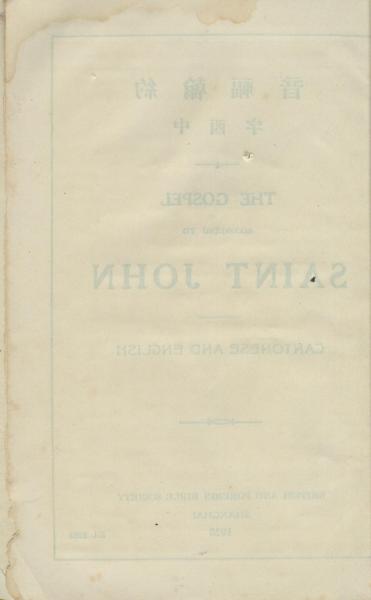 約翰福音
中西字
THE GOSPEL
ACCORDING TO
SAINT JOHN
CANTONESE AND ENGLISH
BRITISH AND FOREIGN BIBLE SOCIETY
SHANGHAI